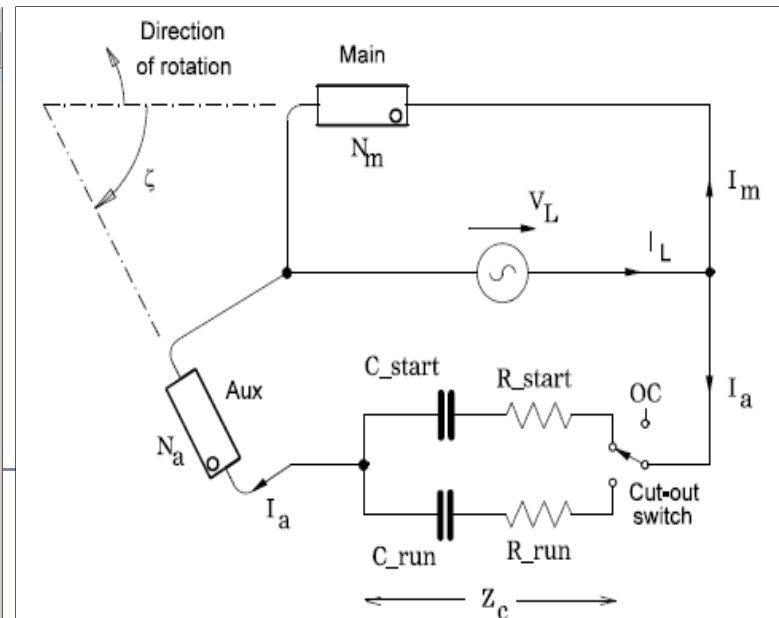 Direction
of rotation
Main
N_m
ζ
V_L
I_L
I_m
C_start
R_start
OC
I_a
Aux
N_a
I_a
Cut-out
switch
C_run
R_run
Z_c